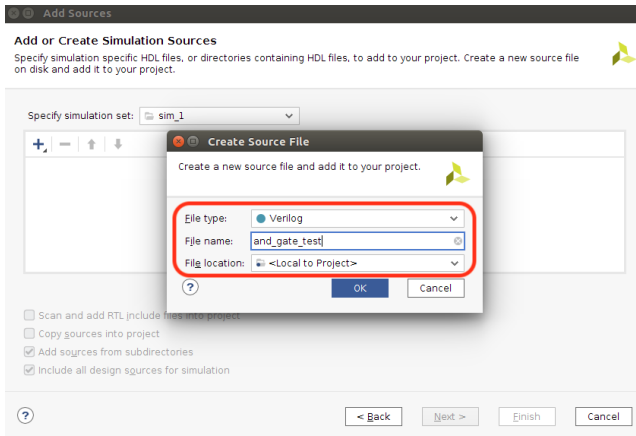 Add Sources
Add or Create Simulation Sources
Specify simulation specific HDL files, or directories containing HDL files, to add to your project. Create a new source file
on disk and add it to your project.
Specify simulation set: sim_1
Create Source File
Create a new source file and add it to your project.
File type: Verilog
File name: and_gate_test
File location: <Local to Project>
? OK Cancel
Scan and add RTL include files into project
Copy sources into project
Add sources from subdirectories
Include all design sources for simulation
? < Back Next > Finish Cancel